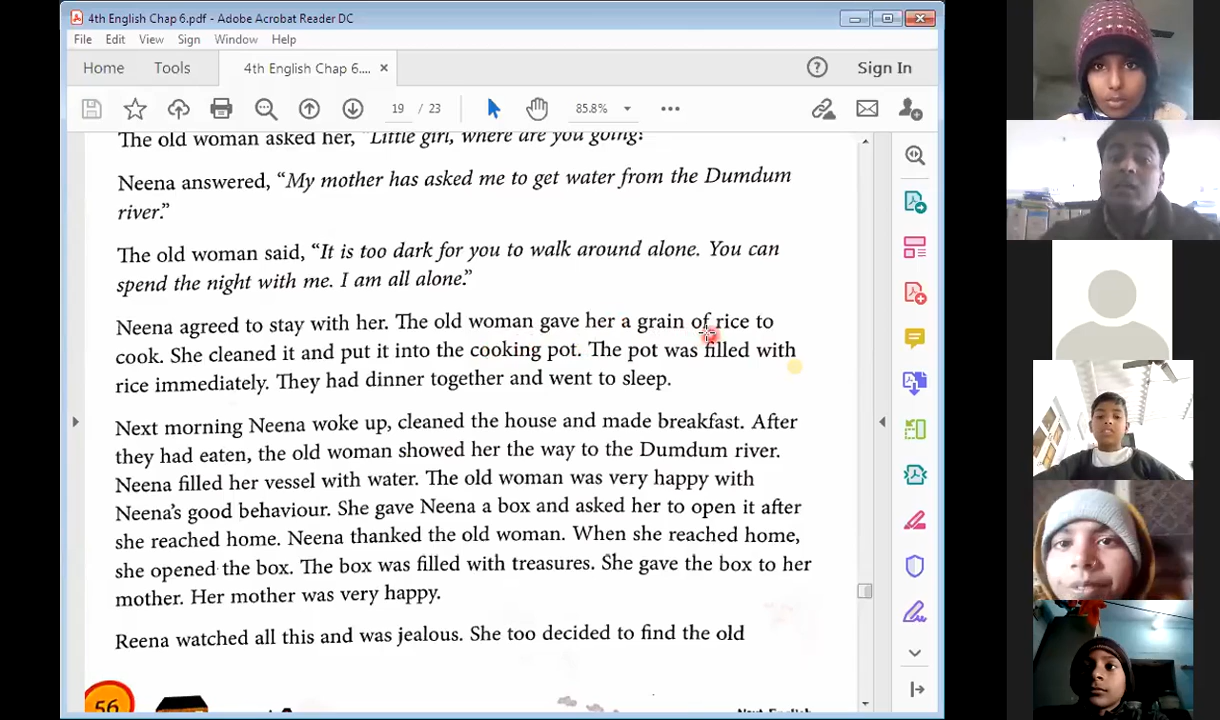 4th English Chap 6.pdf - Adobe Acrobat Reader DC
File Edit View Sign Window Help
Home Tools 4th English Chap 6.... × ? Sign In
19 / 23 85.8%
The old woman asked her, "Little girl, where are you going?
Neena answered, “My mother has asked me to get water from the Dumdum
river.”
The old woman said, “It is too dark for you to walk around alone. You can
spend the night with me. I am all alone.”
Neena agreed to stay with her. The old woman gave her a grain of rice to
cook. She cleaned it and put it into the cooking pot. The pot was filled with
rice immediately. They had dinner together and went to sleep.
Next morning Neena woke up, cleaned the house and made breakfast. After
they had eaten, the old woman showed her the way to the Dumdum river.
Neena filled her vessel with water. The old woman was very happy with
Neena’s good behaviour. She gave Neena a box and asked her to open it after
she reached home. Neena thanked the old woman. When she reached home,
she opened the box. The box was filled with treasures. She gave the box to her
mother. Her mother was very happy.
Reena watched all this and was jealous. She too decided to find the old
56